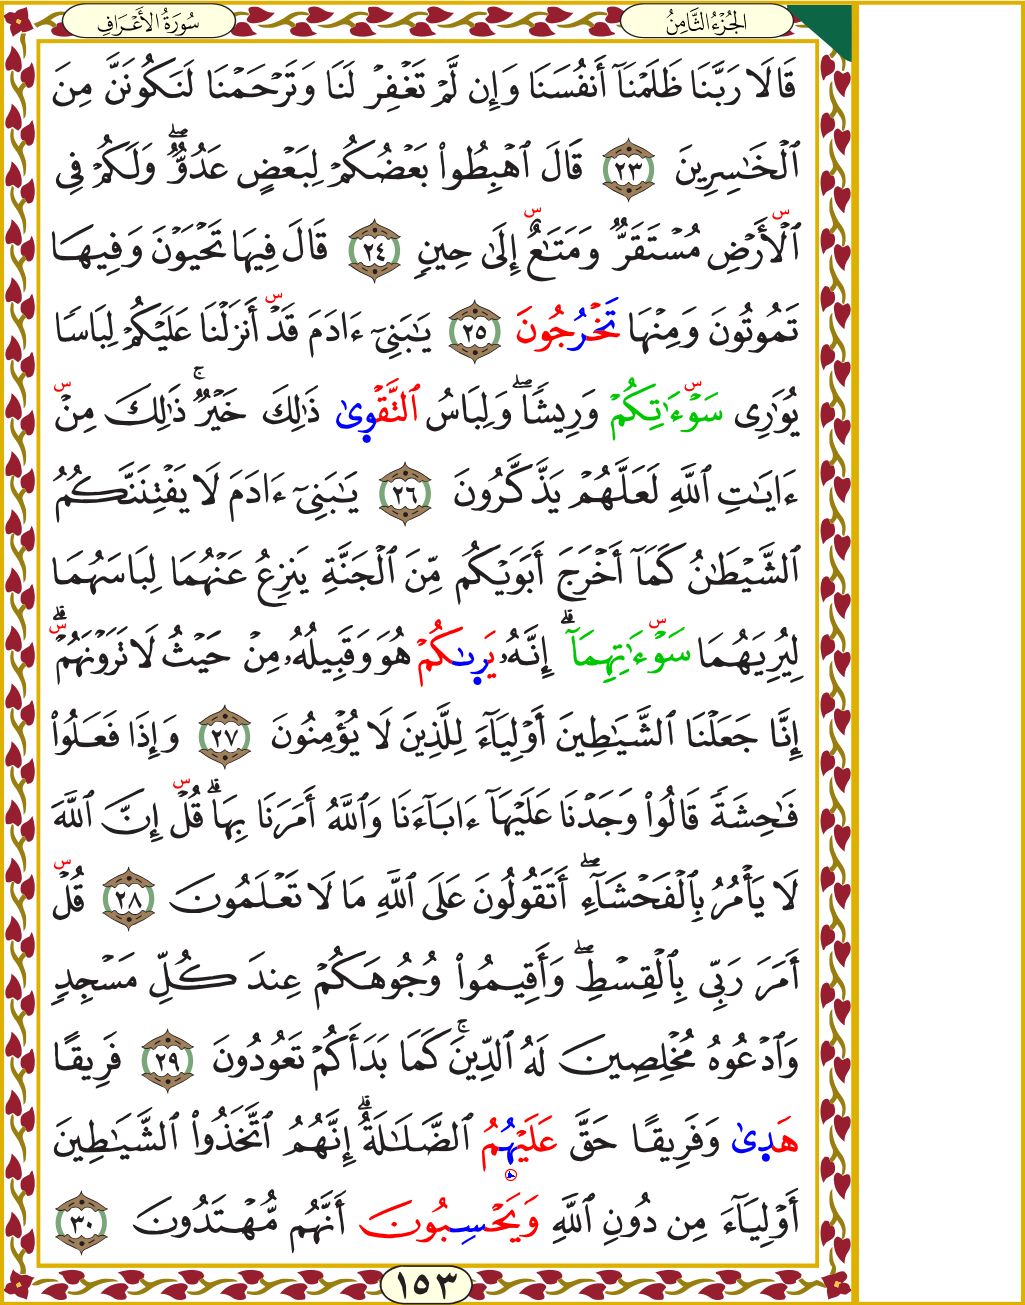 سُورَةُ الأَعْرَافِ
الجُزْءُ الثَّامِنُ
قَالَا رَبَّنَا ظَلَمْنَآ أَنفُسَنَا وَإِن لَّمْ تَغْفِرْ لَنَا وَتَرْحَمْنَا لَنَكُونَنَّ مِنَ
ٱلْخَٰسِرِينَ ٢٣ قَالَ ٱهْبِطُوا۟ بَعْضُكُمْ لِبَعْضٍ عَدُوٌّ ۖ وَلَكُمْ فِى
ٱلْأَرْضِ مُسْتَقَرٌّ وَمَتَٰعٌ إِلَىٰ حِينٍ ٢٤ قَالَ فِيهَا تَحْيَوْنَ وَفِيهَا
تَمُوتُونَ وَمِنْهَا تَخْرُجُونَ ٢٥ يَٰبَنِىٓ ءَادَمَ قَدْ أَنزَلْنَا عَلَيْكُمْ لِبَاسًا
يُوَٰرِى سَوْءَٰتِكُمْ وَرِيشًا ۖ وَلِبَاسُ ٱلتَّقْوىٰ ذَٰلِكَ خَيْرٌ ۚ ذَٰلِكَ مِنْ
ءَايَٰتِ ٱللَّهِ لَعَلَّهُمْ يَذَّكَّرُونَ ٢٦ يَٰبَنِىٓ ءَادَمَ لَا يَفْتِنَنَّكُمُ
ٱلشَّيْطَٰنُ كَمَآ أَخْرَجَ أَبَوَيْكُم مِّنَ ٱلْجَنَّةِ يَنزِعُ عَنْهُمَا لِبَاسَهُمَا
لِيُرِيَهُمَا سَوْءَٰتِهِمَآ ۗ إِنَّهُۥ يَرىٰكُمْ هُوَ وَقَبِيلُهُۥ مِنْ حَيْثُ لَا تَرَوْنَهُمْ ۗ
إِنَّا جَعَلْنَا ٱلشَّيَٰطِينَ أَوْلِيَآءَ لِلَّذِينَ لَا يُؤْمِنُونَ ٢٧ وَإِذَا فَعَلُوا۟
فَٰحِشَةً قَالُوا۟ وَجَدْنَا عَلَيْهَآ ءَابَآءَنَا وَٱللَّهُ أَمَرَنَا بِهَا ۗ قُلْ إِنَّ ٱللَّهَ
لَا يَأْمُرُ بِٱلْفَحْشَآءِ ۖ أَتَقُولُونَ عَلَى ٱللَّهِ مَا لَا تَعْلَمُونَ ٢٨ قُلْ
أَمَرَ رَبِّى بِٱلْقِسْطِ ۖ وَأَقِيمُوا۟ وُجُوهَكُمْ عِندَ كُلِّ مَسْجِدٍ
وَٱدْعُوهُ مُخْلِصِينَ لَهُ ٱلدِّينَ ۚ كَمَا بَدَأَكُمْ تَعُودُونَ ٢٩ فَرِيقًا
هَدىٰ وَفَرِيقًا حَقَّ عَلَيْهُمُ ٱلضَّلَٰلَةُ ۗ إِنَّهُمُ ٱتَّخَذُوا۟ ٱلشَّيَٰطِينَ
أَوْلِيَآءَ مِن دُونِ ٱللَّهِ وَيَحْسِبُونَ أَنَّهُم مُّهْتَدُونَ ٣٠
١٥٣